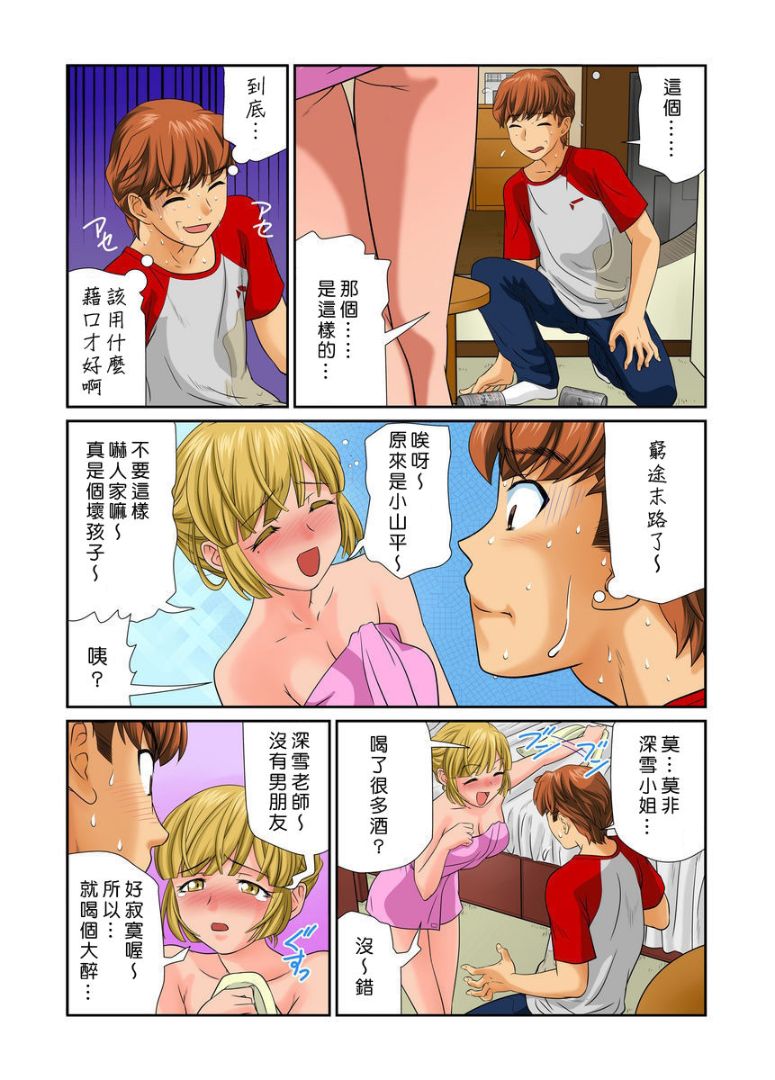 這個……
那個……
是這樣的…
到底…
アセ
アセ
該用什麼
藉口才好啊
窮途末路了～
唉呀～
原來是小山平～
不要這樣
嚇人家嘛～
真是個壞孩子～
咦？
莫…莫非
深雪小姐…
ブンッ
ブンッ
喝了很多酒？
沒～錯
深雪老師～
沒有男朋友
好寂寞喔～
所以…
就喝個大醉…
ぐすっ